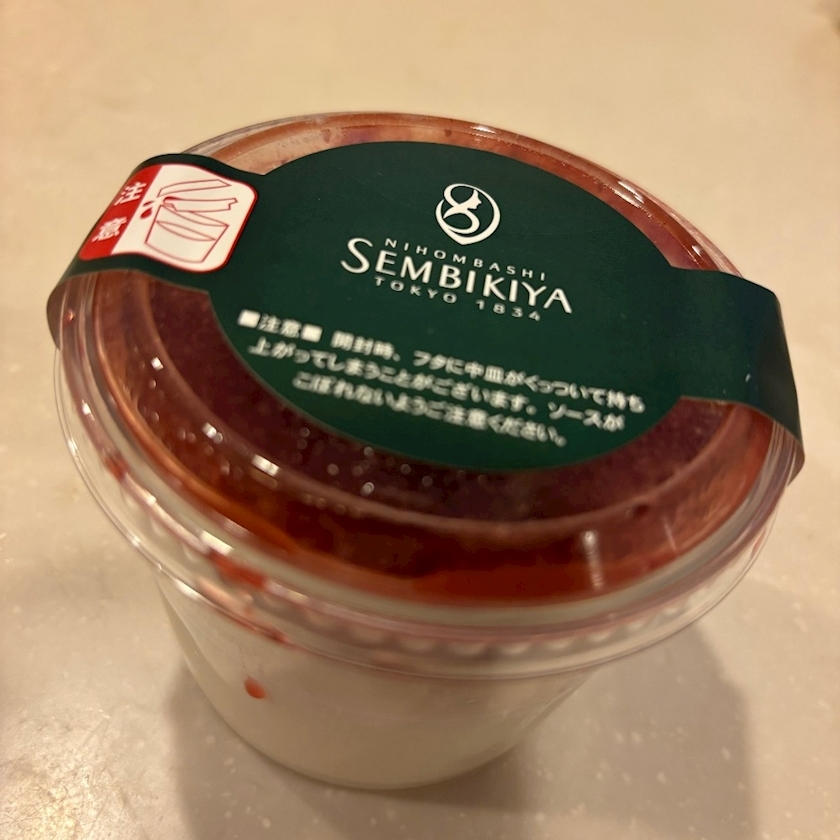 注意
NIHOMBASHI
SEMBIKIYA
TOKYO 1834
■注意■ 開封時、フタに中皿がくっついて持ち
上がってしまうことがございます。ソースが
こぼれないようご注意ください。